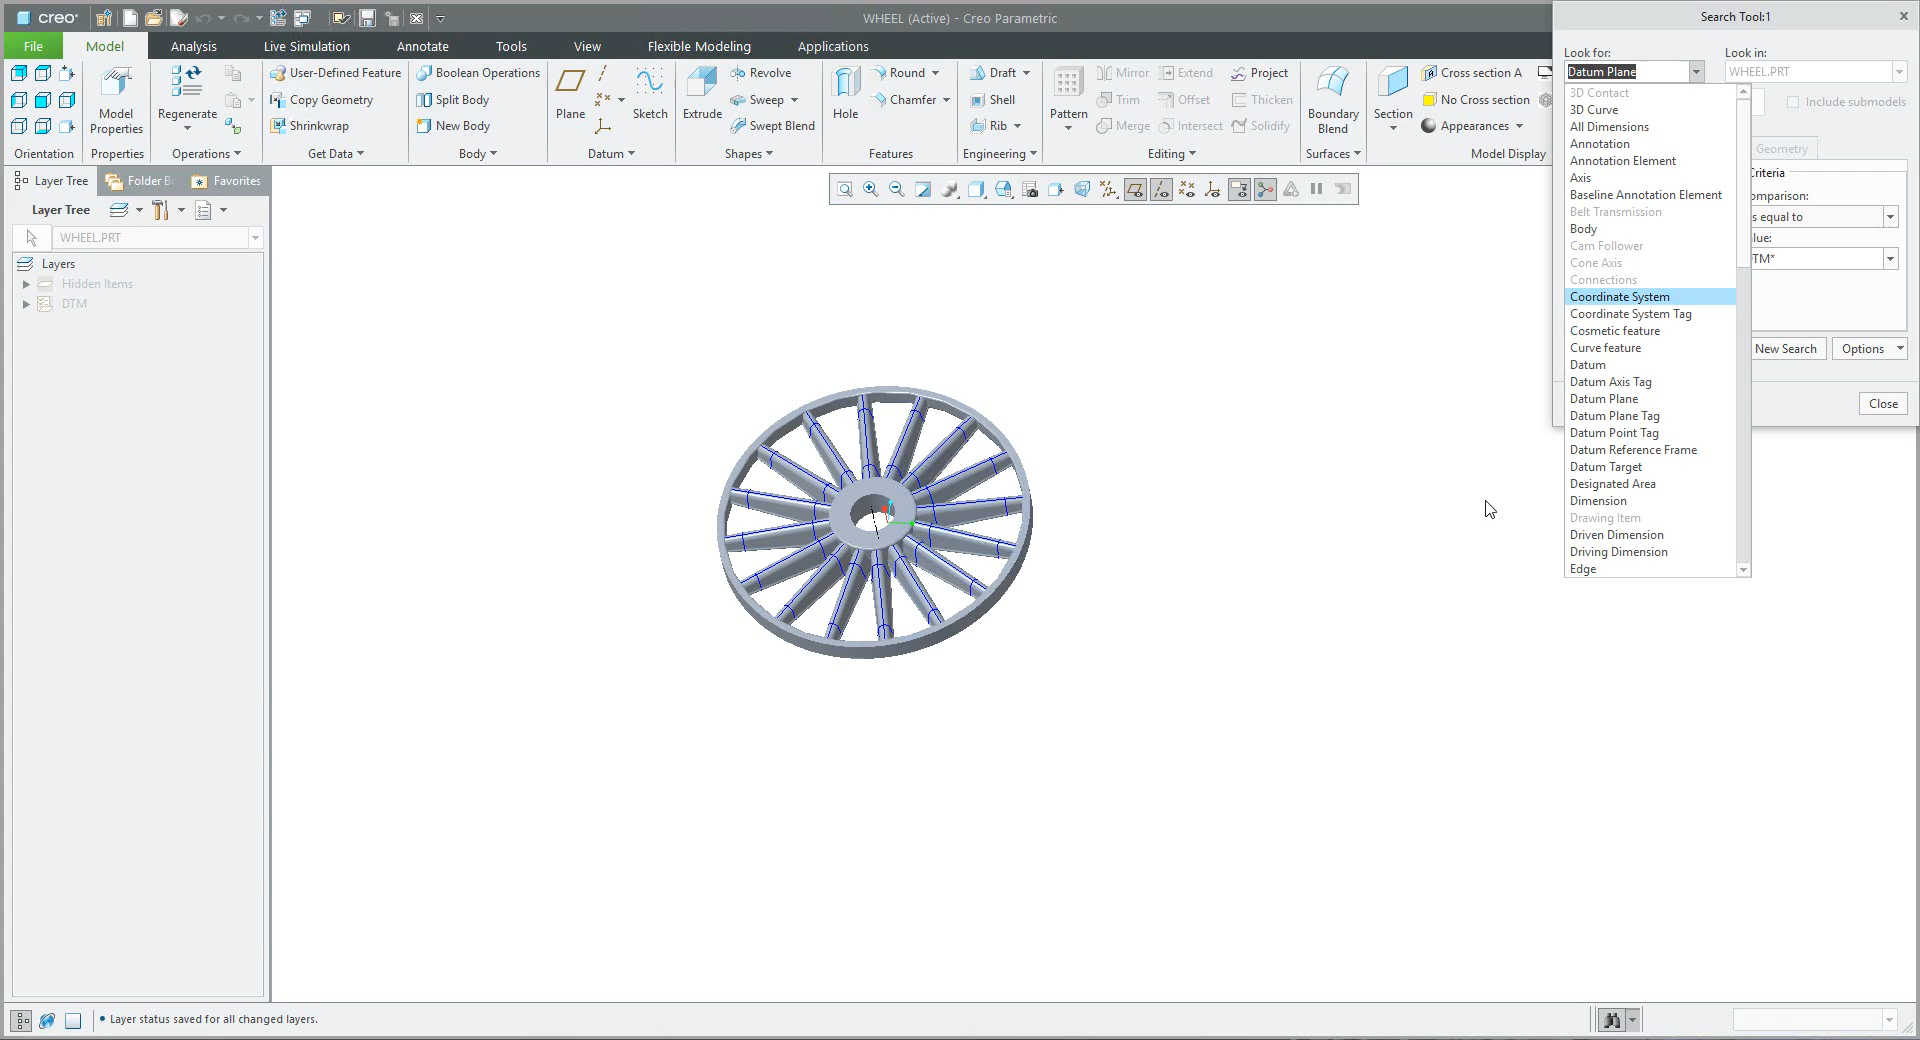 creo®
WHEEL (Active) - Creo Parametric
Search Tool:1
File
Model
Analysis
Live Simulation
Annotate
Tools
View
Flexible Modeling
Applications
Model Properties
Regenerate
User-Defined Feature
Copy Geometry
Shrinkwrap
Boolean Operations
Split Body
New Body
Plane
Sketch
Extrude
Revolve
Sweep
Swept Blend
Hole
Round
Chamfer
Draft
Shell
Rib
Pattern
Mirror
Extend
Project
Trim
Offset
Thicken
Merge
Intersect
Solidify
Boundary Blend
Section
Cross section A
No Cross section
Appearances
Orientation
Properties
Operations
Get Data
Body
Datum
Shapes
Features
Engineering
Editing
Surfaces
Model Display
Layer Tree
Folder B
Favorites
Layer Tree
WHEEL.PRT
Layers
Hidden Items
DTM
Look for:
Look in:
Datum Plane
WHEEL.PRT
Include submodels
Geometry
riteria
omparison:
s equal to
lue:
TM*
New Search
Options
Close
3D Contact
3D Curve
All Dimensions
Annotation
Annotation Element
Axis
Baseline Annotation Element
Belt Transmission
Body
Cam Follower
Cone Axis
Connections
Coordinate System
Coordinate System Tag
Cosmetic feature
Curve feature
Datum
Datum Axis Tag
Datum Plane
Datum Plane Tag
Datum Point Tag
Datum Reference Frame
Datum Target
Designated Area
Dimension
Drawing Item
Driven Dimension
Driving Dimension
Edge
• Layer status saved for all changed layers.